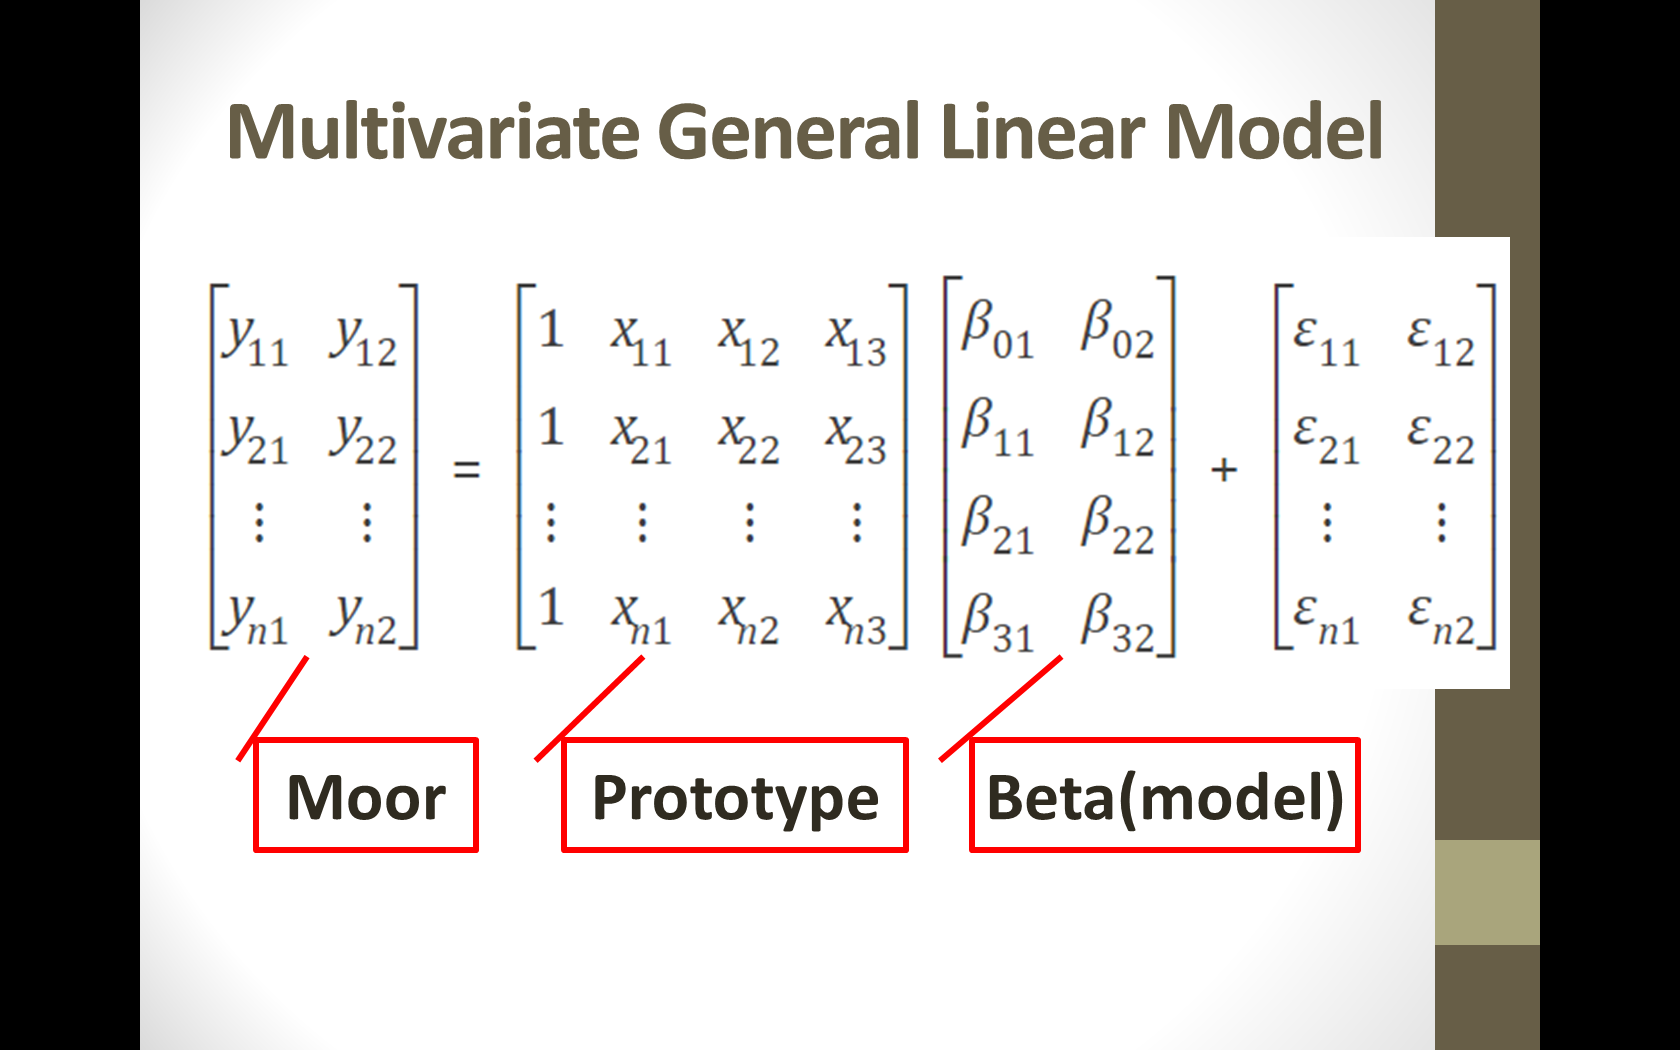 Multivariate General Linear Model
y11 y12 = 1 x11 x12 x13 β01 β02 + ε11 ε12
y21 y22 1 x21 x22 x23 β11 β12 ε21 ε22
⋮ ⋮ ⋮ ⋮ ⋮ ⋮ β21 β22 ⋮ ⋮
yn1 yn2 1 xn1 xn2 xn3 β31 β32 εn1 εn2
Moor Prototype Beta(model)